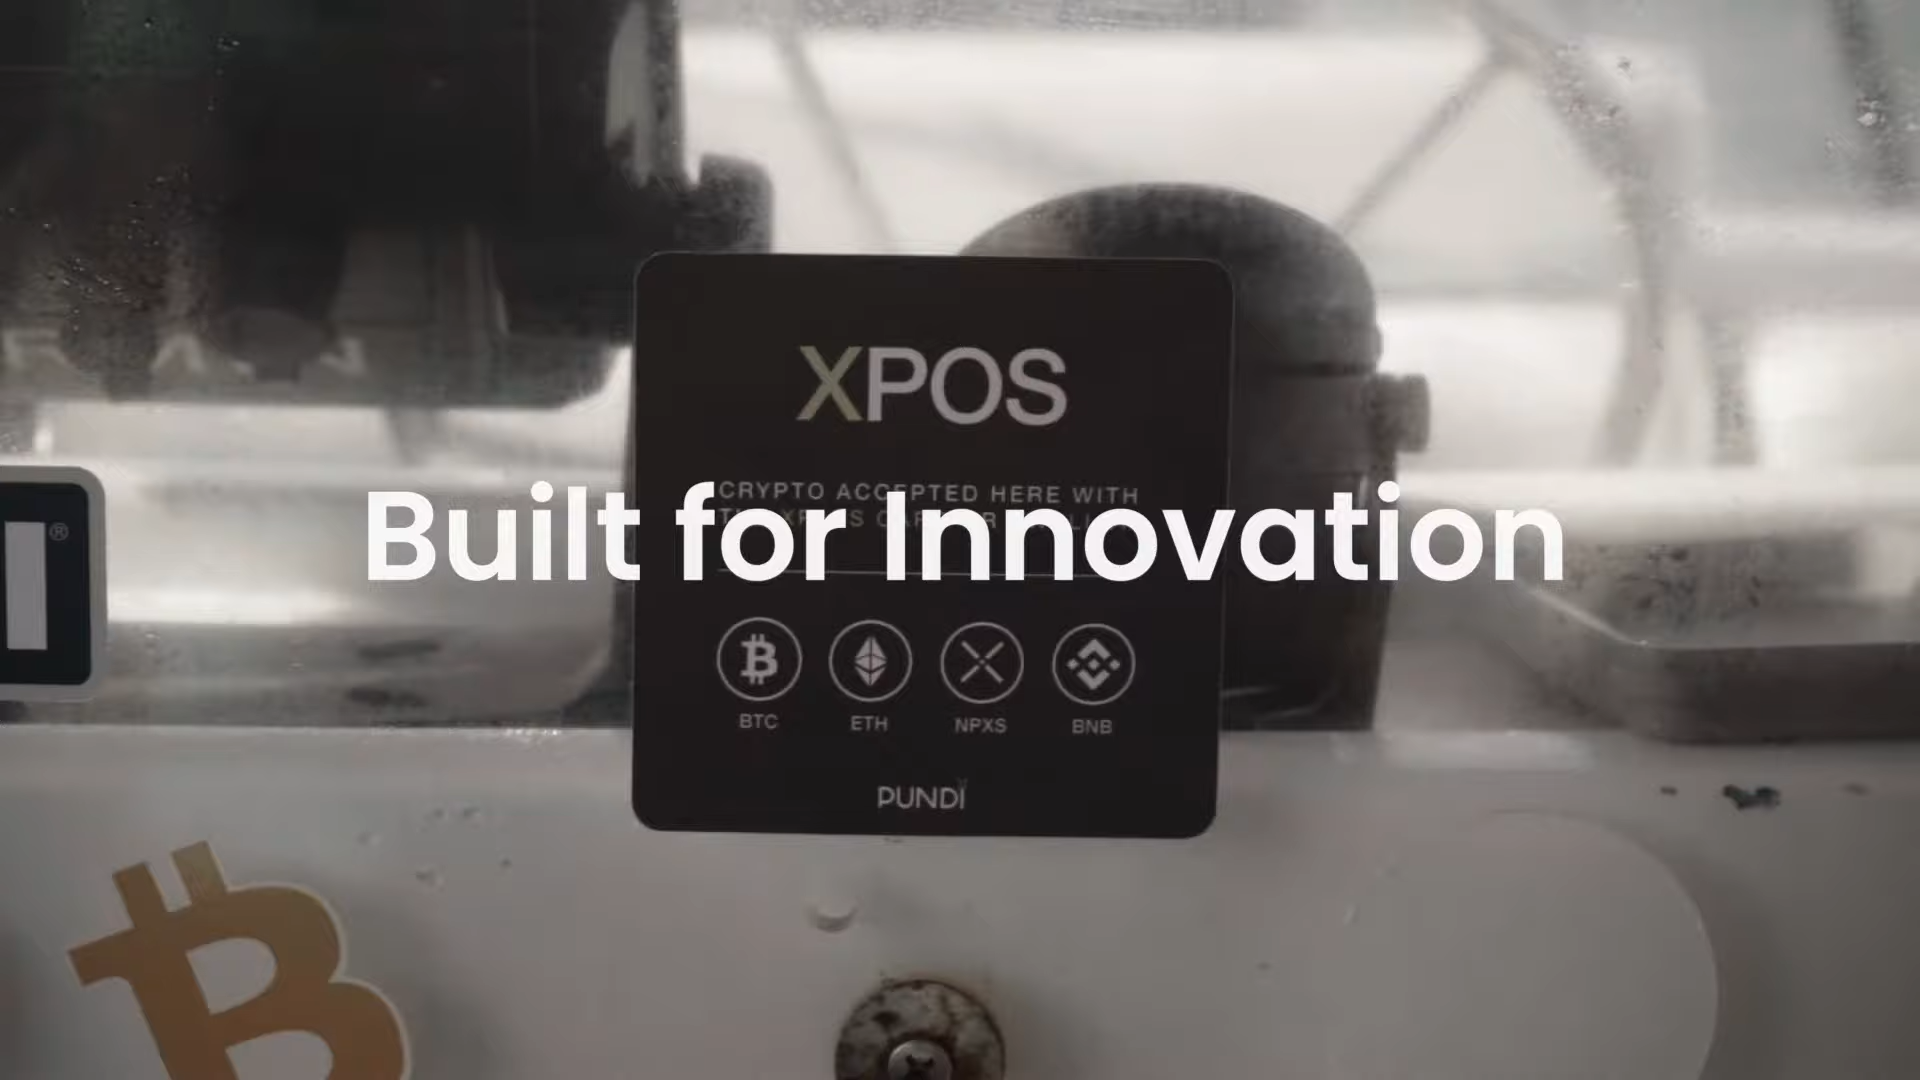 XPOS
CRYPTO ACCEPTED HERE WITH
Built for Innovation
®
BTC
ETH
NPXS
BNB
PUNDI